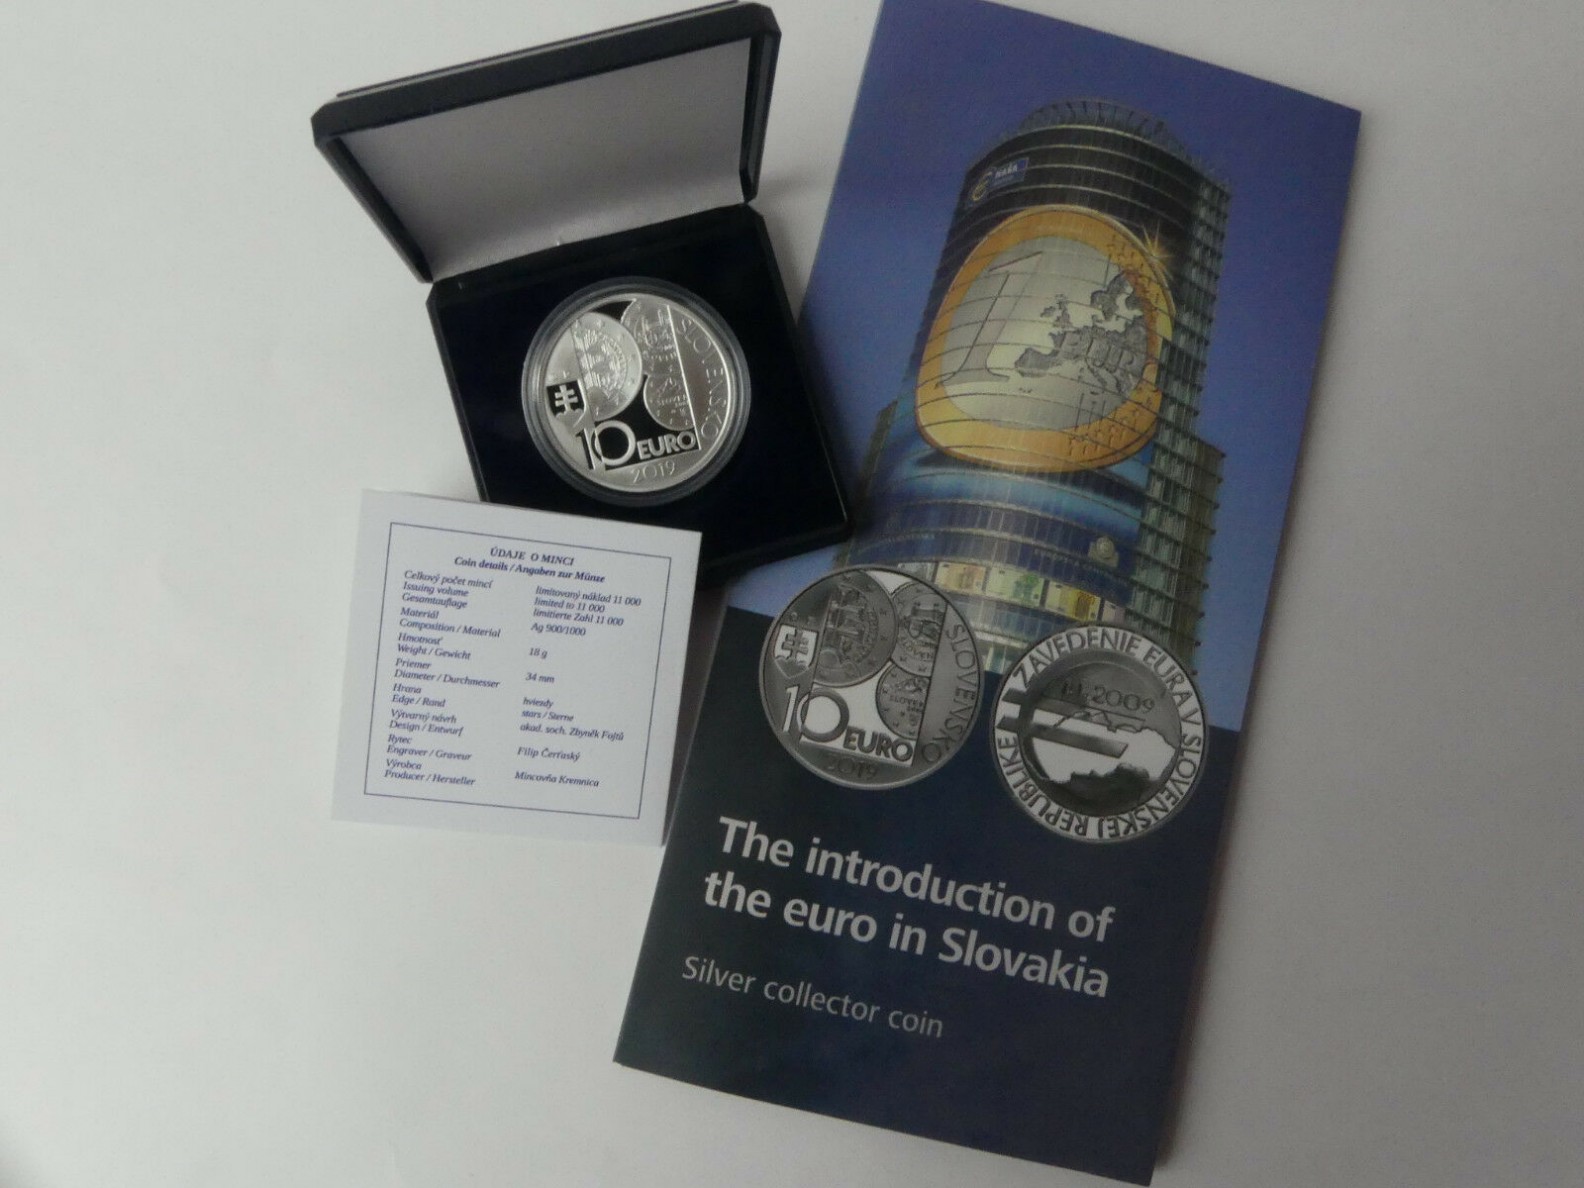 SLOVENSKO
10 EURO
2019
ÚDAJE O MINCI
Coin details / Angaben zur Münze
Celkový počet mincí
Issuing volume
Gesamtauflage
limitovaný náklad 11 000
limited to 11 000
limitierte Zahl 11 000
Materiál
Composition / Material
Ag 900/1000
Hmotnosť
Weight / Gewicht
18 g
Priemer
Diameter / Durchmesser
34 mm
Hrana
Edge / Rand
hviezdy
stars / Sterne
Výtvarný návrh
Design / Entwurf
akad. soch. Zbyněk Fojtů
Rytec
Engraver / Graveur
Filip Čerťaský
Výrobca
Producer / Hersteller
Mincovňa Kremnica
NAŠA
1
EURO
SLOVENSKO
10 EURO
2019
ZAVEDENIE EURA V SLOVENSKEJ REPUBLIKE
1.1.2009
The introduction of
the euro in Slovakia
Silver collector coin